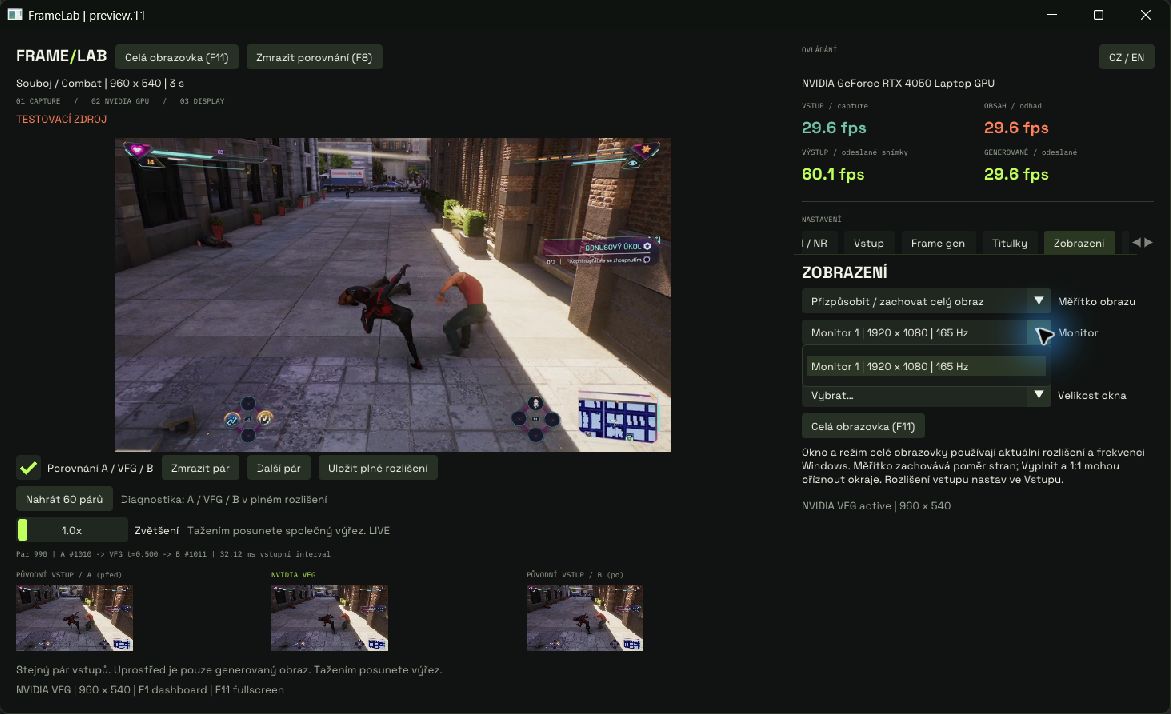 FrameLab | preview.11
FRAME/LAB
Celá obrazovka (F11)
Zmrazit porovnání (F8)
Souboj / Combat | 960 x 540 | 3 s
01 CAPTURE / 02 NVIDIA GPU / 03 DISPLAY
TESTOVACÍ ZDROJ
BONUSOVÝ ÚKOL
Porovnání A / VFG / B
Zmrazit pár
Další pár
Uložit plné rozlišení
Nahrát 60 párů
Diagnostika: A / VFG / B v plném rozlišení
1.0x
Zvětšení
Tažením posunete společný výřez. LIVE
Pár 990 | A #1010 -> VFG t=0.500 -> B #1011 | 32.12 ms vstupní interval
PŮVODNÍ VSTUP / A (před)
NVIDIA VFG
PŮVODNÍ VSTUP / B (po)
Stejný pár vstupů. Uprostřed je pouze generovaný obraz. Tažením posunete výřez.
NVIDIA VFG | 960 x 540 | F1 dashboard | F11 fullscreen
OVLÁDÁNÍ
CZ / EN
NVIDIA GeForce RTX 4050 Laptop GPU
VSTUP / capture
OBSAH / odhad
29.6 fps
29.6 fps
VÝSTUP / odeslané snímky
GENEROVANÉ / odeslané
60.1 fps
29.6 fps
NASTAVENÍ
/ NR
Vstup
Frame gen
Titulky
Zobrazení
ZOBRAZENÍ
Přizpůsobit / zachovat celý obraz
Měřítko obrazu
Monitor 1 | 1920 x 1080 | 165 Hz
Monitor
Monitor 1 | 1920 x 1080 | 165 Hz
Vybrat...
Velikost okna
Celá obrazovka (F11)
Okno a režim celé obrazovky používají aktuální rozlišení a frekvenci
Windows. Měřítko zachovává poměr stran; Vyplnit a 1:1 mohou
oříznout okraje. Rozlišení vstupu nastav ve Vstupu.
NVIDIA VFG active | 960 x 540